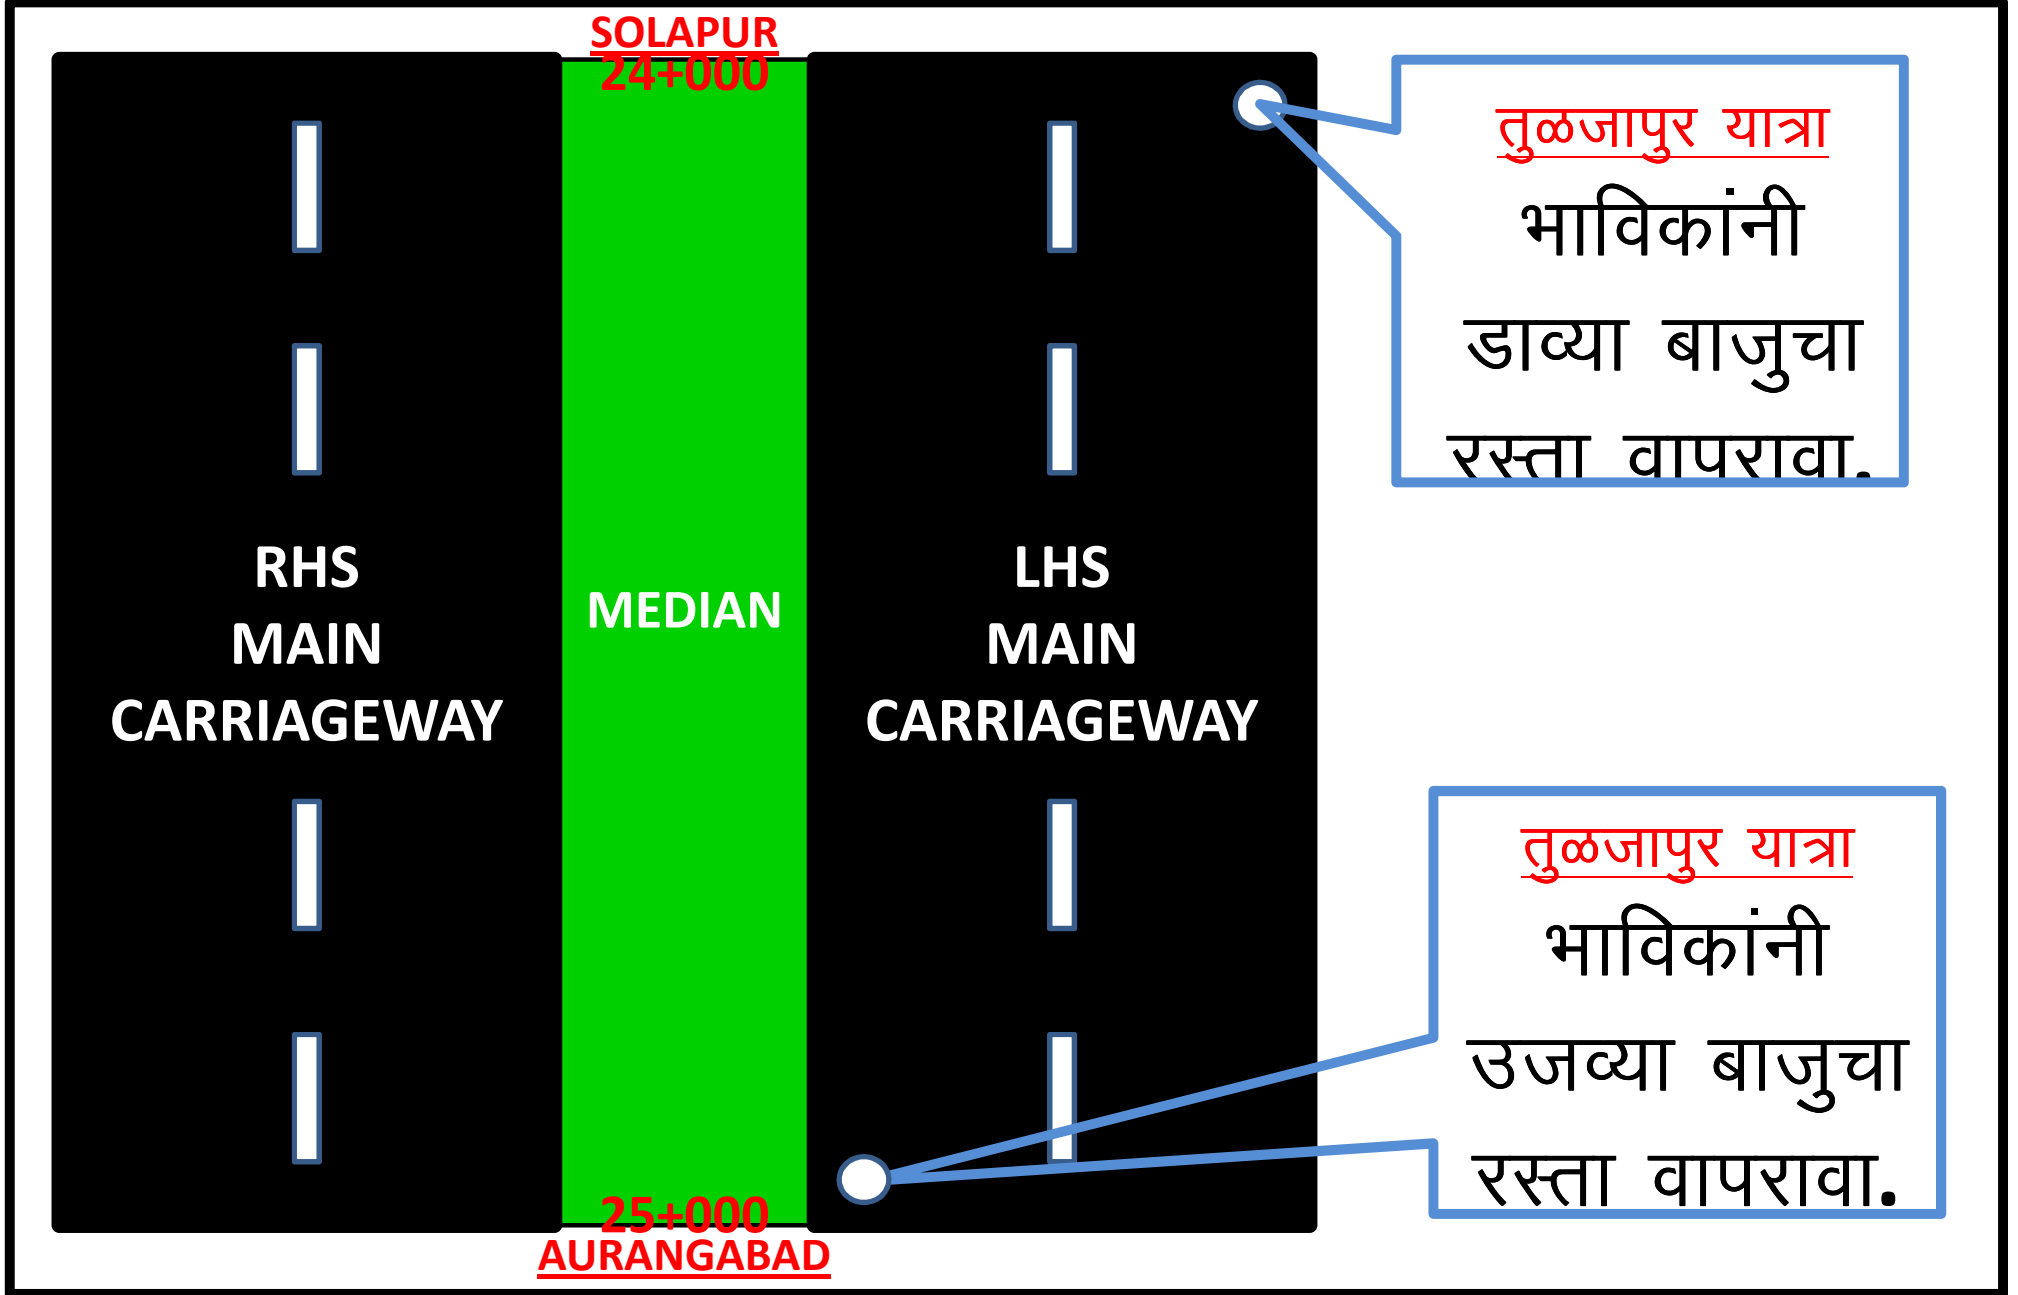 SOLAPUR
24+000
तुळजापुर यात्रा
भाविकांनी
डाव्या बाजुचा
रस्ता वापरावा.
RHS
MAIN
CARRIAGEWAY
MEDIAN
LHS
MAIN
CARRIAGEWAY
तुळजापुर यात्रा
भाविकांनी
उजव्या बाजुचा
रस्ता वापरावा.
25+000
AURANGABAD